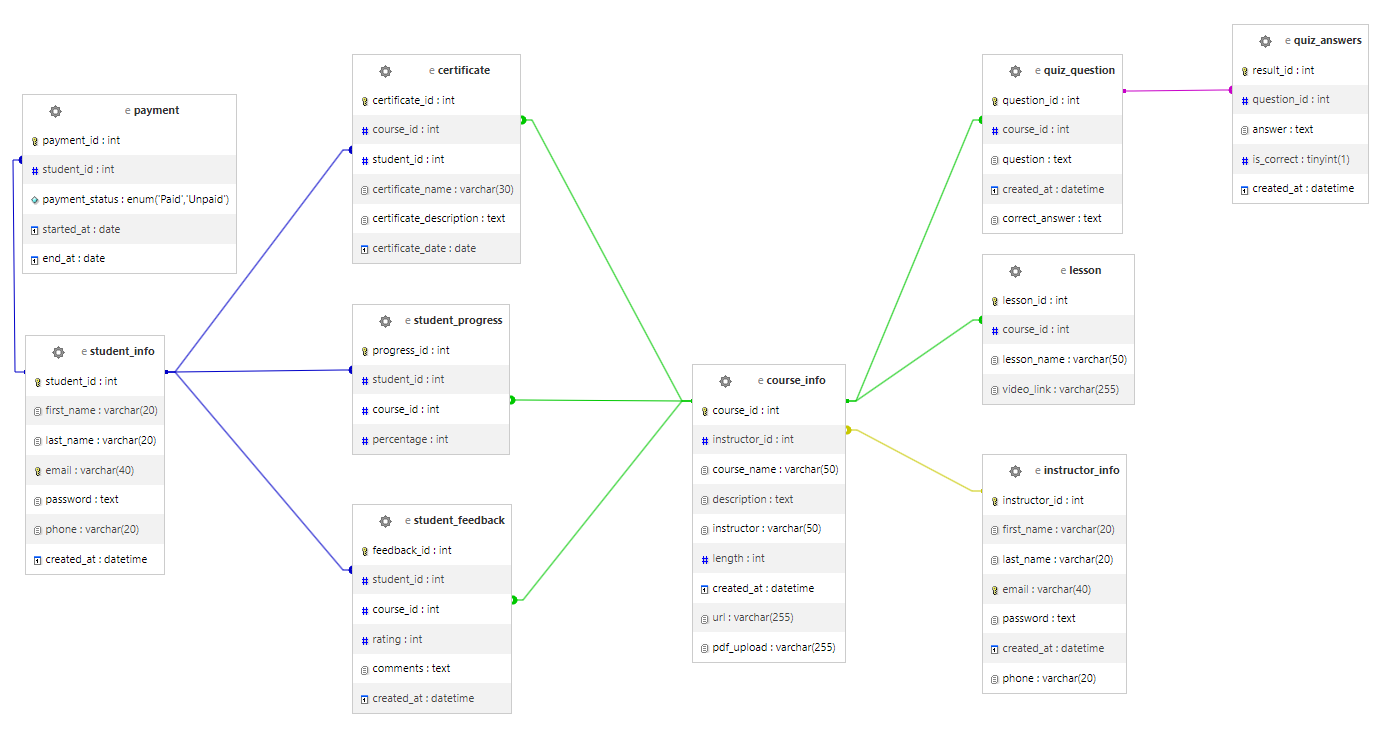 e payment
payment_id : int
student_id : int
payment_status : enum('Paid','Unpaid')
started_at : date
end_at : date
e student_info
student_id : int
first_name : varchar(20)
last_name : varchar(20)
email : varchar(40)
password : text
phone : varchar(20)
created_at : datetime
e certificate
certificate_id : int
course_id : int
student_id : int
certificate_name : varchar(30)
certificate_description : text
certificate_date : date
e student_progress
progress_id : int
student_id : int
course_id : int
percentage : int
e student_feedback
feedback_id : int
student_id : int
course_id : int
rating : int
comments : text
created_at : datetime
e course_info
course_id : int
instructor_id : int
course_name : varchar(50)
description : text
instructor : varchar(50)
length : int
created_at : datetime
url : varchar(255)
pdf_upload : varchar(255)
e quiz_question
question_id : int
course_id : int
question : text
created_at : datetime
correct_answer : text
e lesson
lesson_id : int
course_id : int
lesson_name : varchar(50)
video_link : varchar(255)
e instructor_info
instructor_id : int
first_name : varchar(20)
last_name : varchar(20)
email : varchar(40)
password : text
created_at : datetime
phone : varchar(20)
e quiz_answers
result_id : int
question_id : int
answer : text
is_correct : tinyint(1)
created_at : datetime